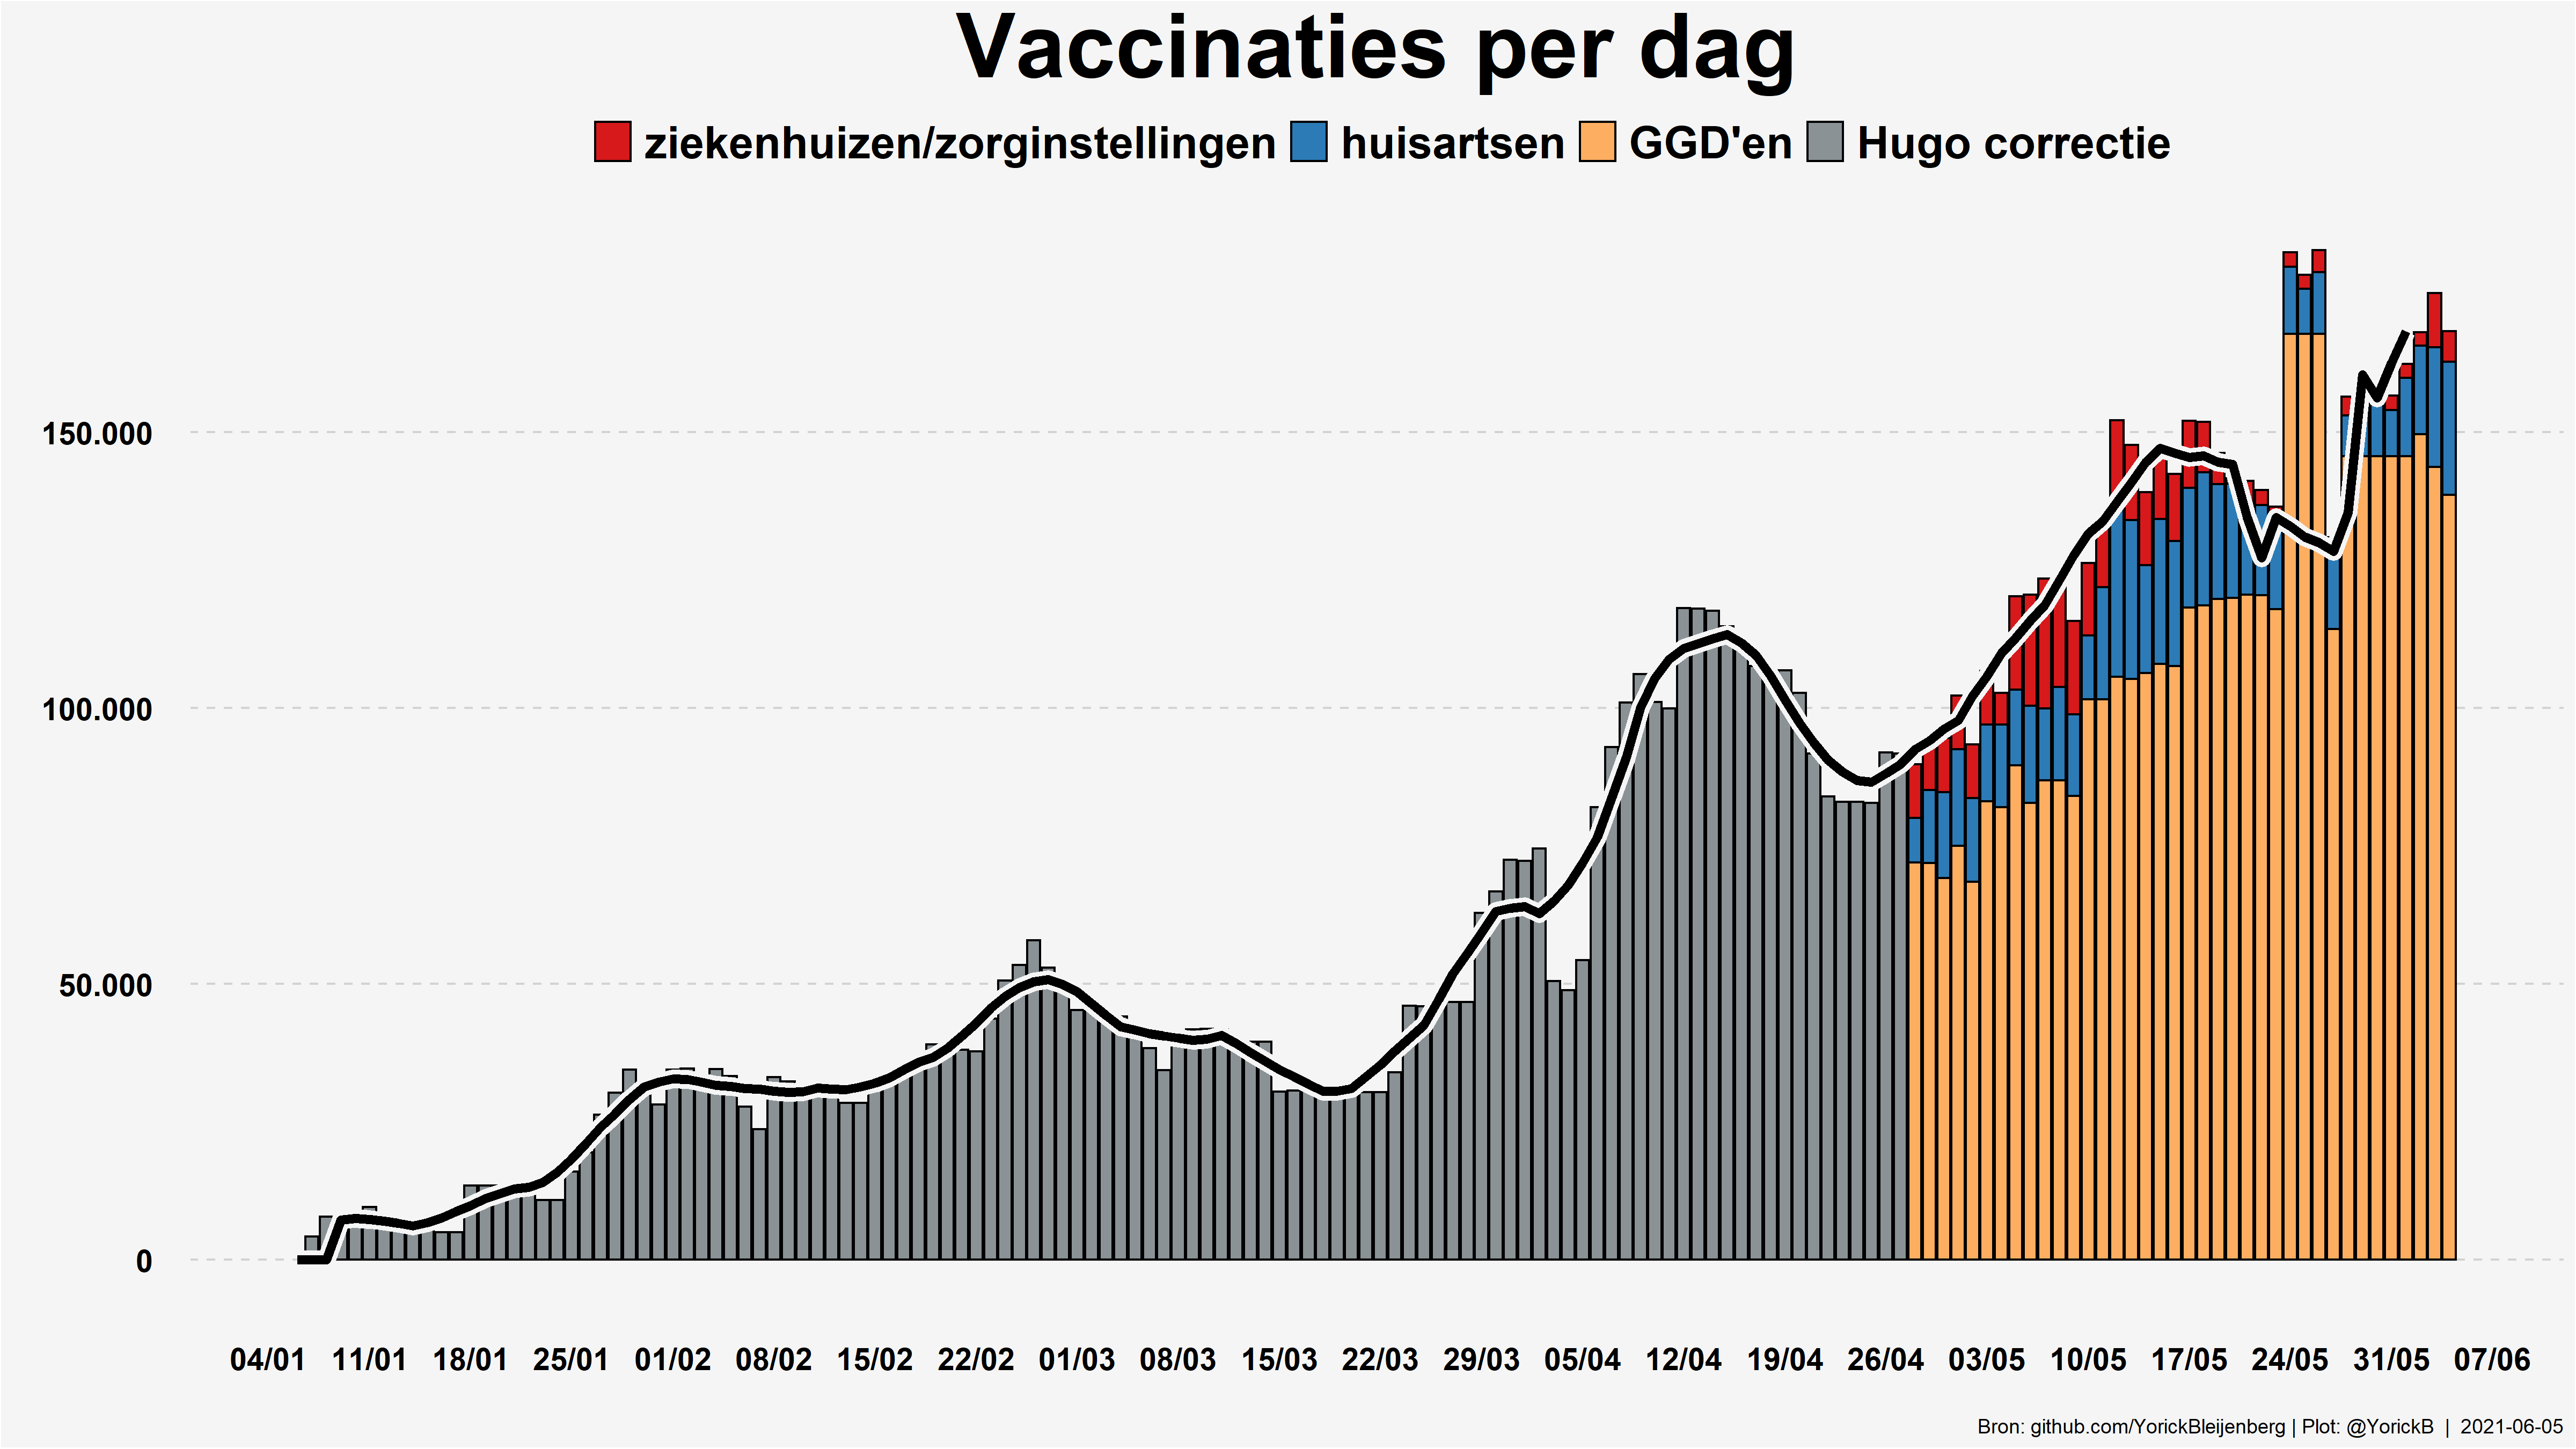 Vaccinaties per dag
ziekenhuizen/zorginstellingen huisartsen GGD'en Hugo correctie
150.000
100.000
50.000
0
04/01 11/01 18/01 25/01 01/02 08/02 15/02 22/02 01/03 08/03 15/03 22/03 29/03 05/04 12/04 19/04 26/04 03/05 10/05 17/05 24/05 31/05 07/06
Bron: github.com/YorickBleijenberg | Plot: @YorickB | 2021-06-05